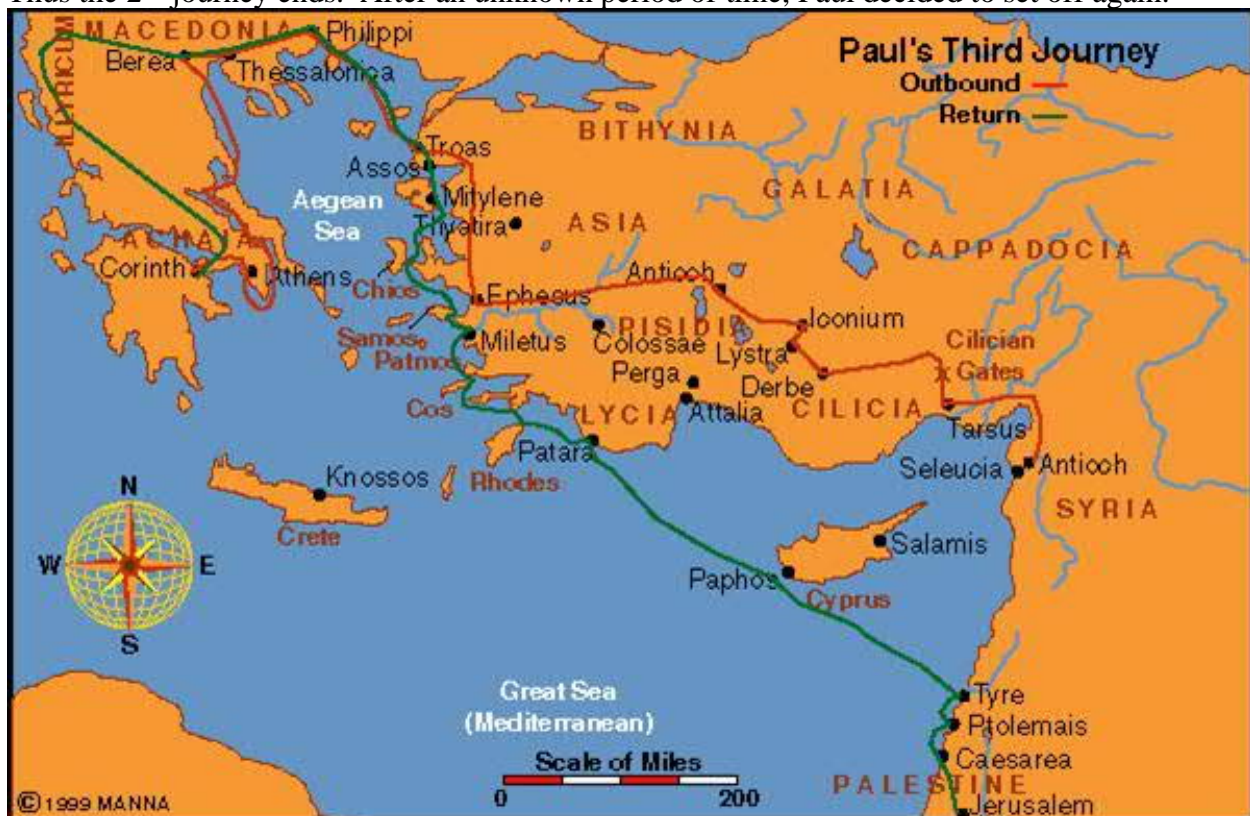 Thus the 2nd journey ends. After an unknown period of time, Paul decided to set off again.
MACEDONIA
Philippi
Berea
Thessalonica
ILLYRICUM
Paul's Third Journey
Outbound
Return
BITHYNIA
Troas
Assos
GALATIA
Mitylene
Aegean
Sea
Thyatira
ASIA
CAPPADOCIA
ACHAIA
Corinth
Athens
Antioch
Chios
Ephesus
PISIDIA
Iconium
Samos
Miletus
Colossae
Lystra
Cilician
Gates
Patmos
Perga
Derbe
Cos
LYCIA
Attalia
CILICIA
Tarsus
Patara
Seleucia
Antioch
Knossos
Rhodes
SYRIA
N
Crete
Salamis
W
E
Paphos
Cyprus
S
Great Sea
(Mediterranean)
Tyre
Ptolemais
Scale of Miles
Caesarea
PALESTINE
0
200
Jerusalem
© 1999 MANNA